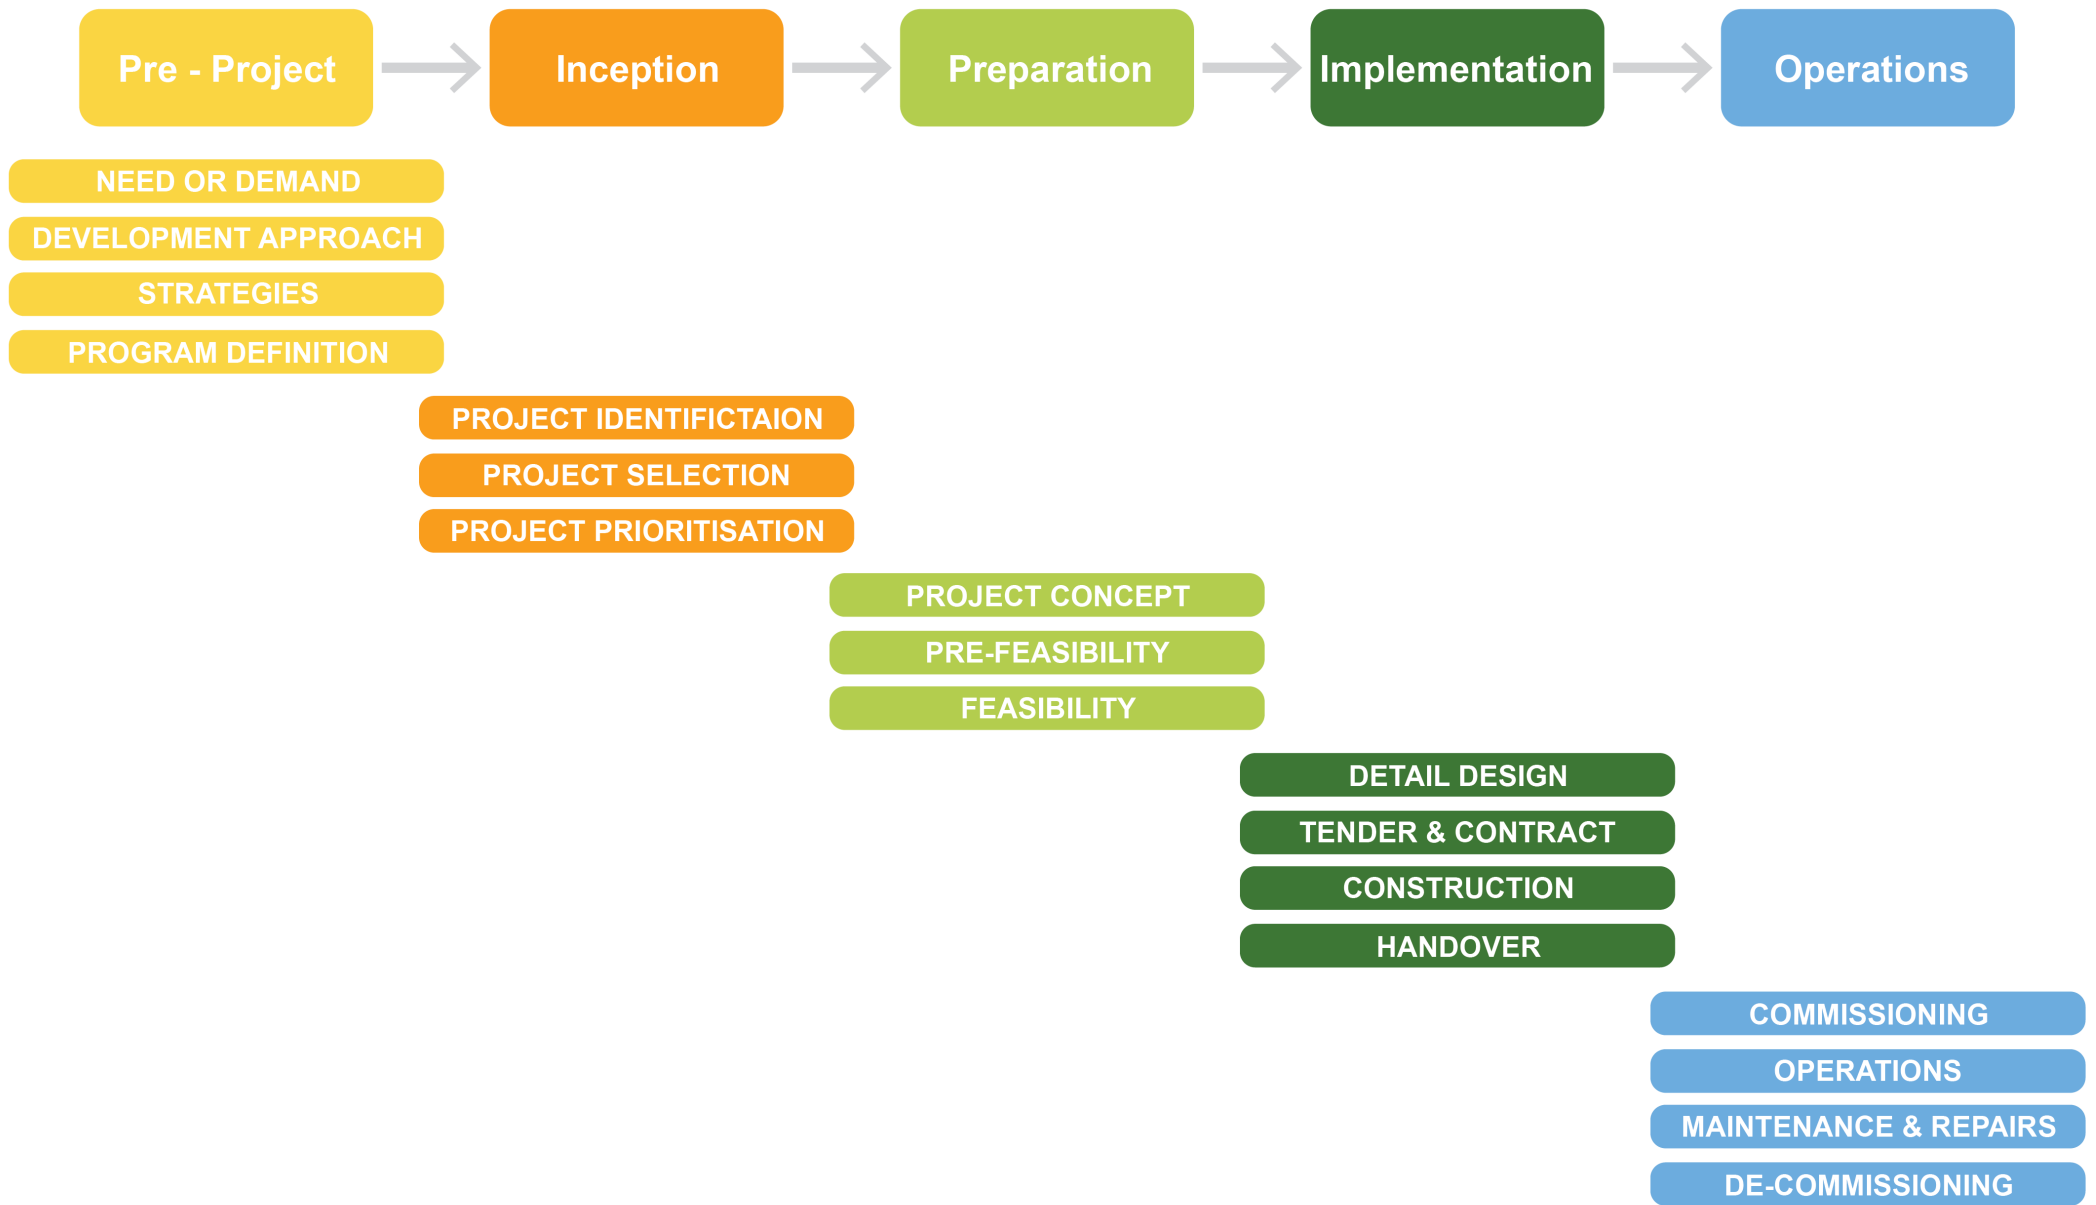 Pre - Project
Inception
Preparation
Implementation
Operations
NEED OR DEMAND
DEVELOPMENT APPROACH
STRATEGIES
PROGRAM DEFINITION
PROJECT IDENTIFICTAION
PROJECT SELECTION
PROJECT PRIORITISATION
PROJECT CONCEPT
PRE-FEASIBILITY
FEASIBILITY
DETAIL DESIGN
TENDER & CONTRACT
CONSTRUCTION
HANDOVER
COMMISSIONING
OPERATIONS
MAINTENANCE & REPAIRS
DE-COMMISSIONING